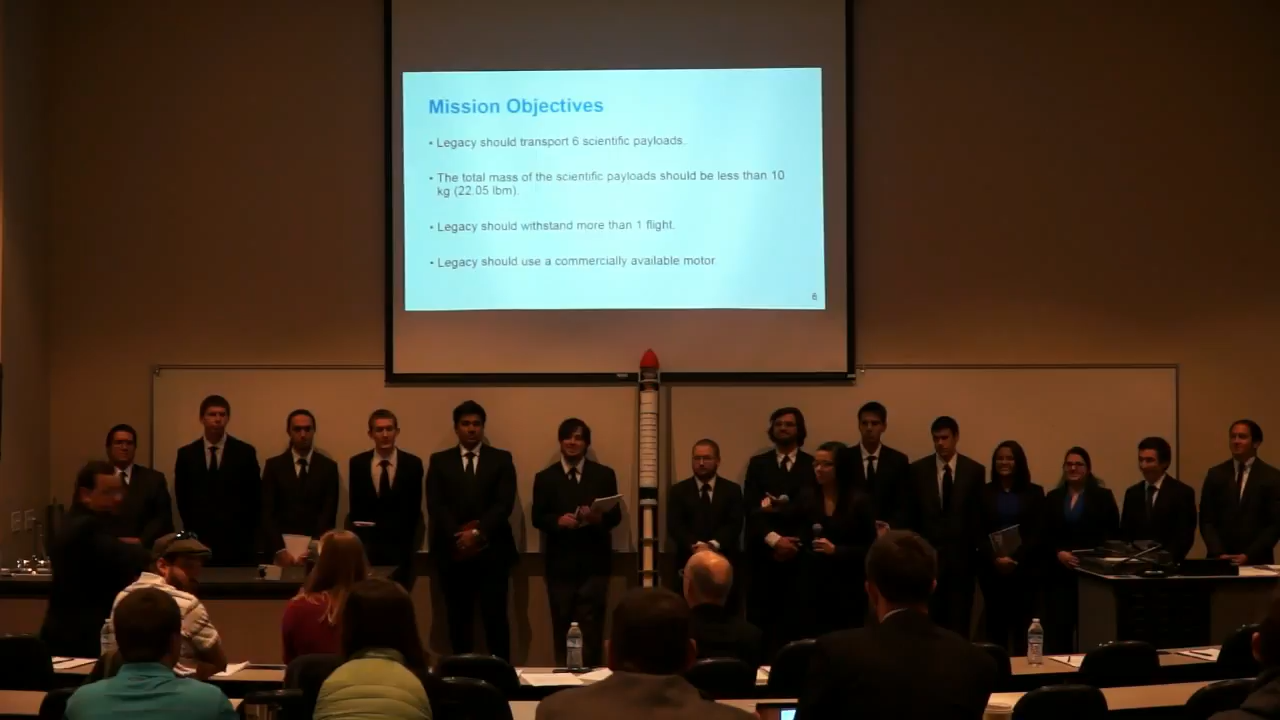 Mission Objectives
• Legacy should transport 6 scientific payloads.
• The total mass of the scientific payloads should be less than 10
kg (22.05 lbm).
• Legacy should withstand more than 1 flight.
• Legacy should use a commercially available motor.
6